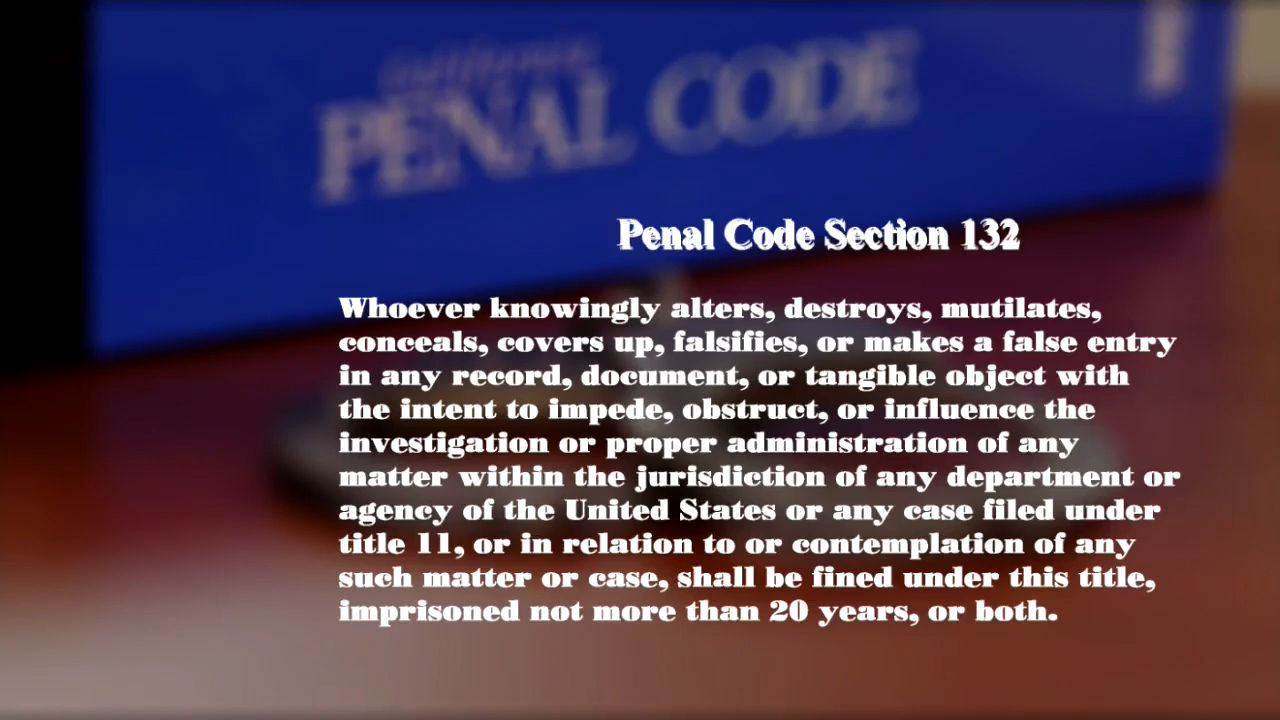 California
PENAL CODE
Penal Code Section 132
Whoever knowingly alters, destroys, mutilates,
conceals, covers up, falsifies, or makes a false entry
in any record, document, or tangible object with
the intent to impede, obstruct, or influence the
investigation or proper administration of any
matter within the jurisdiction of any department or
agency of the United States or any case filed under
title 11, or in relation to or contemplation of any
such matter or case, shall be fined under this title,
imprisoned not more than 20 years, or both.